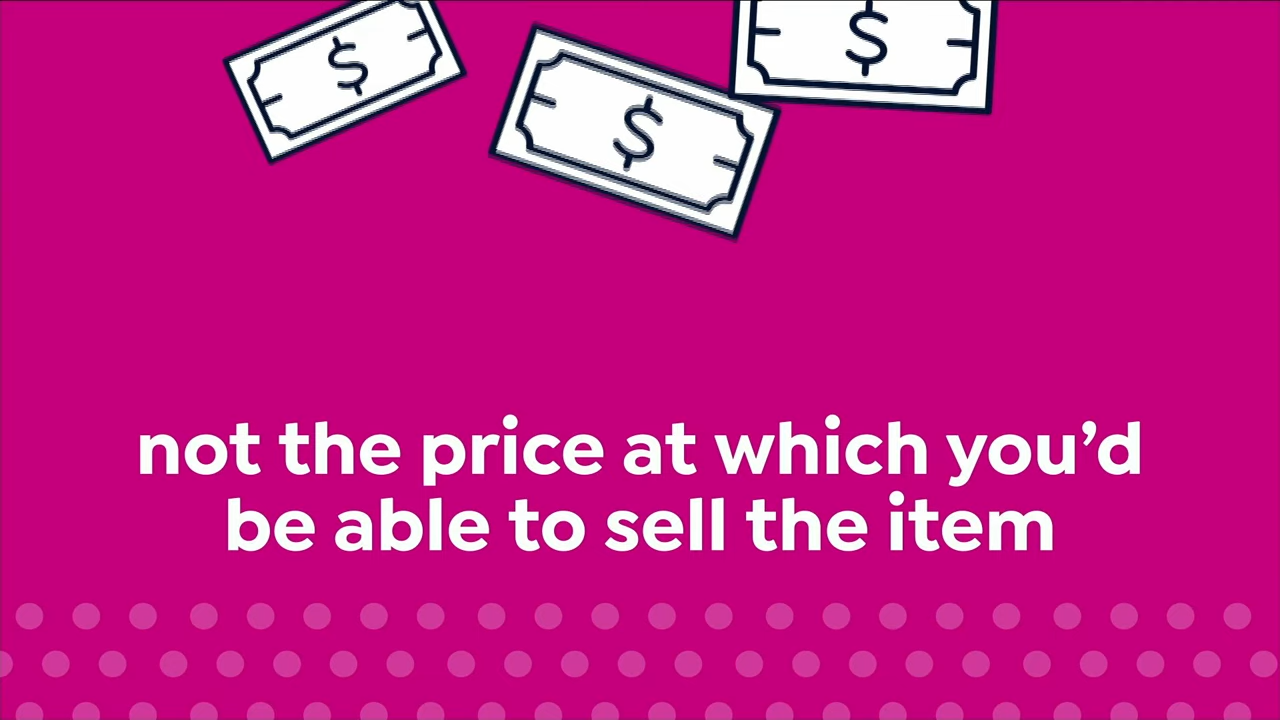 $
$
$
not the price at which you’d
be able to sell the item